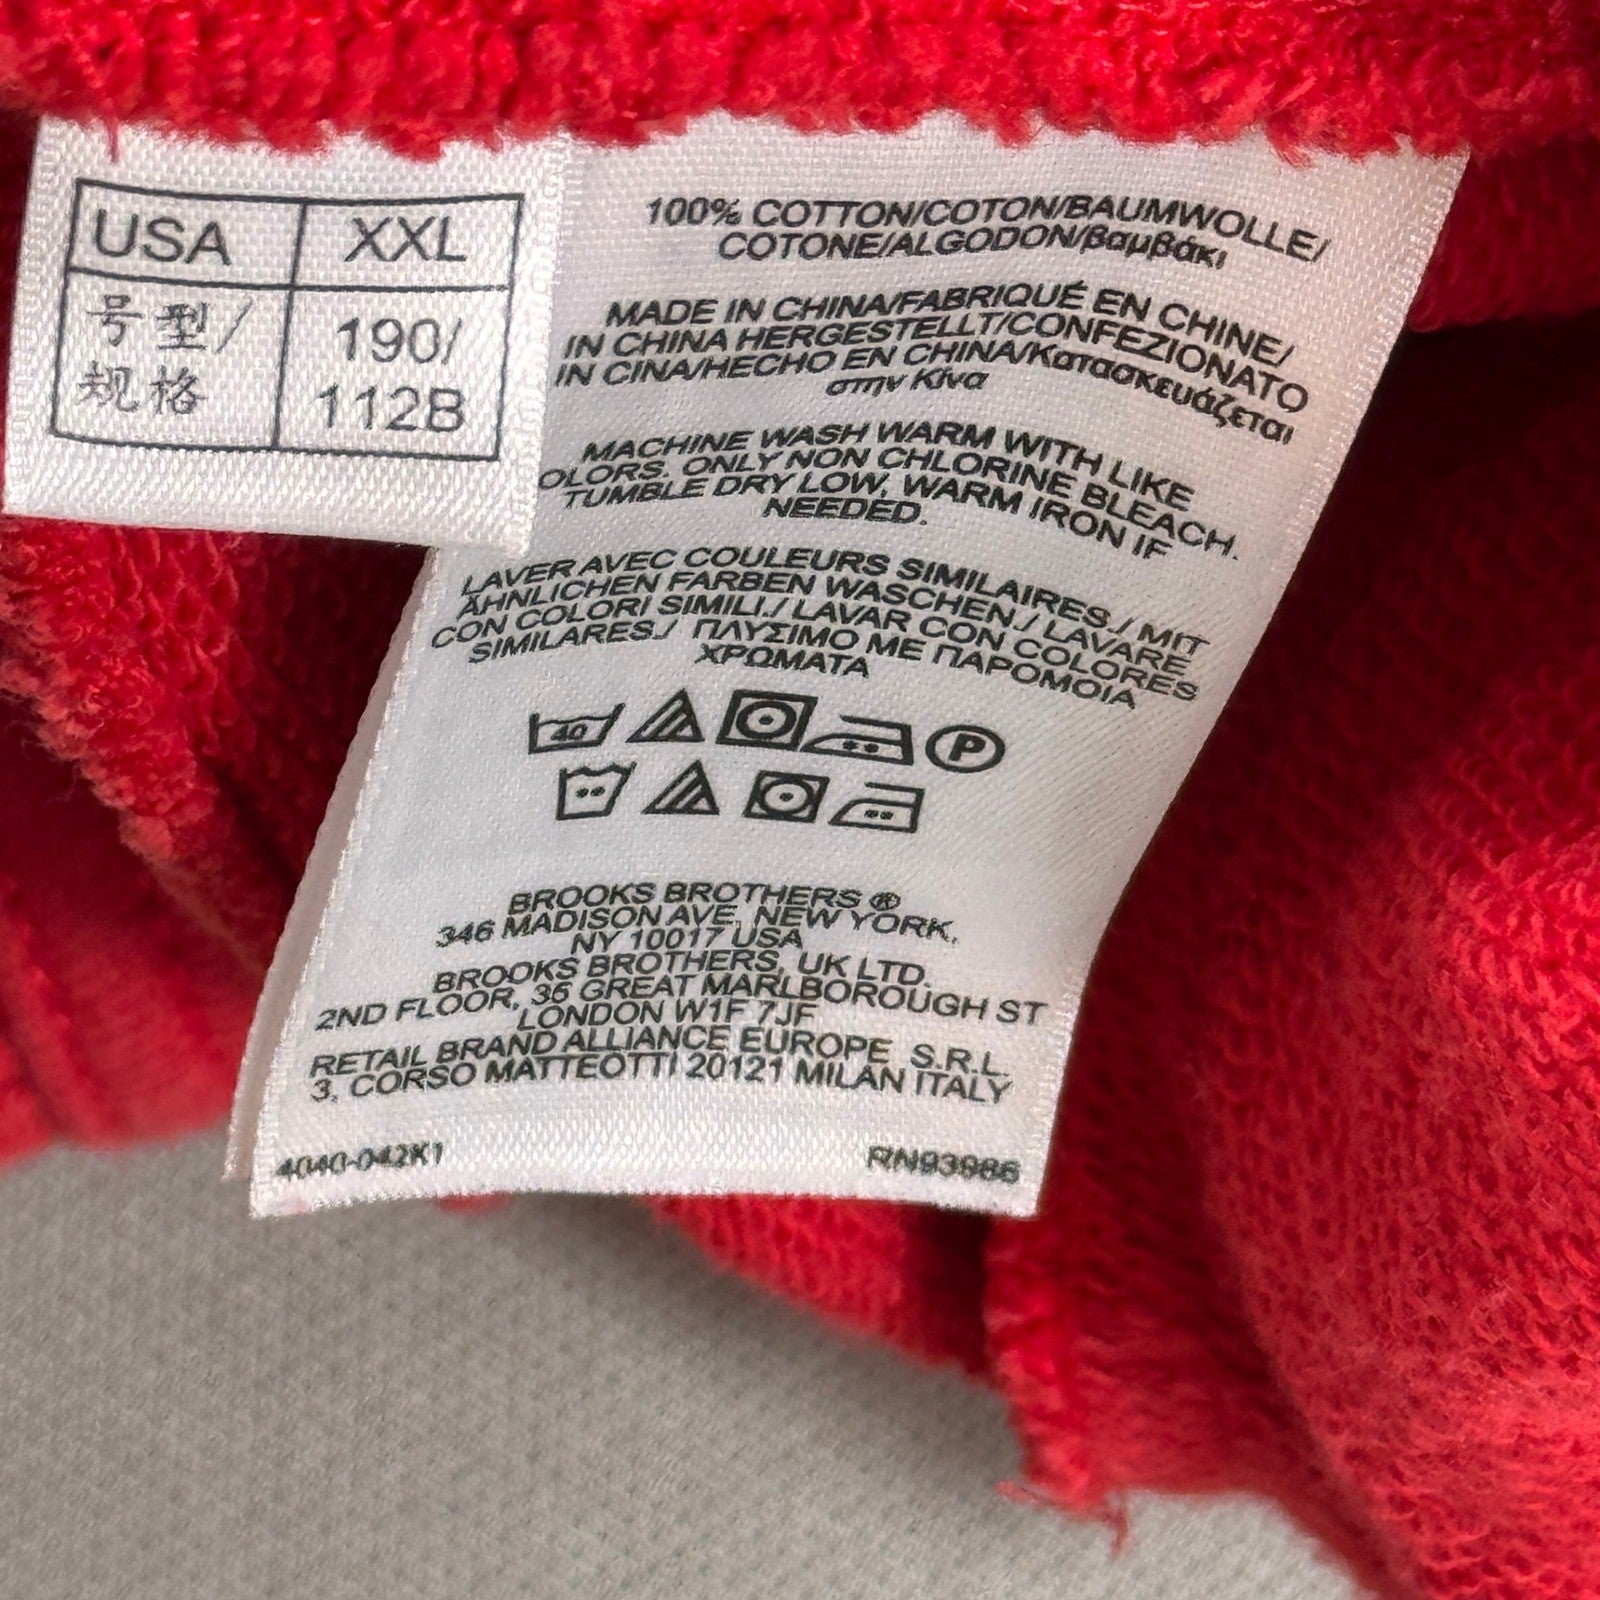 USA XXL
号型/ 190/
规格 112B
100% COTTON/COTON/BAUMWOLLE/
COTONE/ALGODON/βαμβάκι
MADE IN CHINA/FABRIQUÉ EN CHINE/
IN CHINA HERGESTELLT/CONFEZIONATO
IN CINA/HECHO EN CHINA/Κατασκευάζεται
στην Κίνα
MACHINE WASH WARM WITH LIKE
OLORS. ONLY NON CHLORINE BLEACH.
TUMBLE DRY LOW, WARM IRON IF
NEEDED.
LAVER AVEC COULEURS SIMILAIRES./ MIT
ÄHNLICHEN FARBEN WASCHEN./ LAVARE
CON COLORI SIMILI./ LAVAR CON COLORES
SIMILARES./ ΠΛΥΣΙΜΟ ΜΕ ΠΑΡΟΜΟΙΑ
ΧΡΩΜΑΤΑ
40 P
BROOKS BROTHERS ®
346 MADISON AVE, NEW YORK,
NY 10017 USA
BROOKS BROTHERS, UK LTD.
2ND FLOOR, 36 GREAT MARLBOROUGH ST
LONDON W1F 7JF
RETAIL BRAND ALLIANCE EUROPE S.R.L.
3, CORSO MATTEOTTI 20121 MILAN ITALY
4040-042K1 RN93986